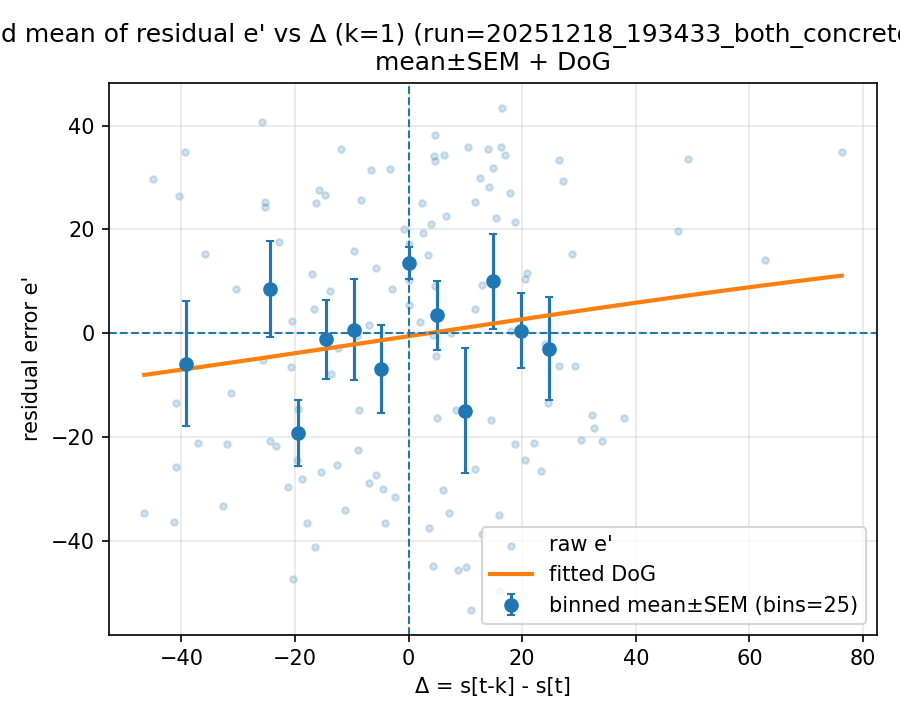 d mean of residual e' vs Δ (k=1) (run=20251218_193433_both_concrete
mean±SEM + DoG
40
20
0
−20
−40
residual error e'
−40
−20
0
20
40
60
80
Δ = s[t-k] - s[t]
raw e'
fitted DoG
binned mean±SEM (bins=25)